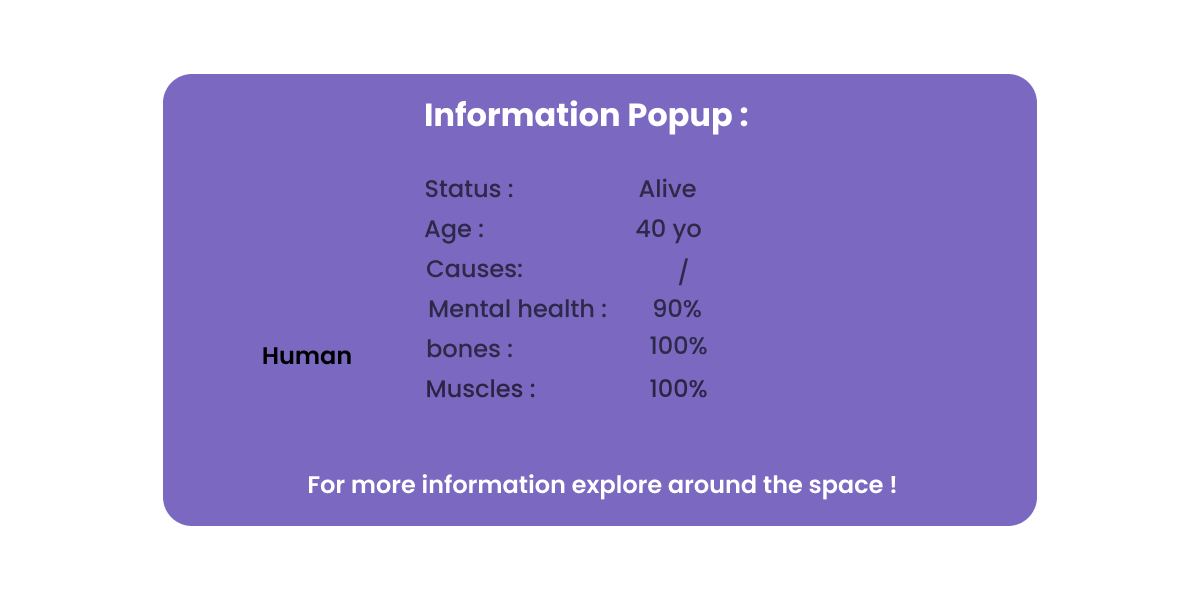 Information Popup :
Status : Alive
Age : 40 yo
Causes: /
Mental health : 90%
bones : 100%
Human
Muscles : 100%
For more information explore around the space !